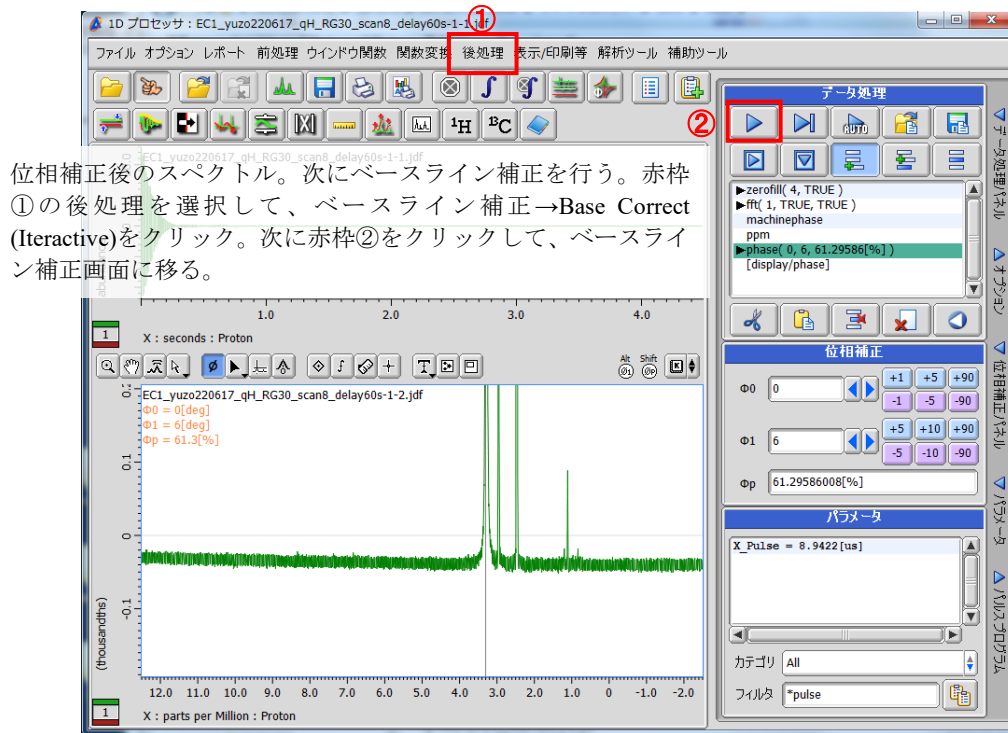 ①
1D プロセッサ : EC1_yuzo220617_qH_RG30_scan8_delay60s-1-1.jdf
ファイル オプション レポート 前処理 ウインドウ関数 関数変換 後処理 表示/印刷等 解析ツール 補助ツール
¹H ¹³C
EC1_yuzo220617_qH_RG30_scan8_delay60s-1-1.jdf
位相補正後のスペクトル。次にベースライン補正を行う。赤枠
①の後処理を選択して、ベースライン補正→Base Correct
(Iteractive)をクリック。次に赤枠②をクリックして、ベースライ
ン補正画面に移る。
1.0 2.0 3.0 4.0
1
X : seconds : Proton
Alt Shift
Ø1 Øp
EC1_yuzo220617_qH_RG30_scan8_delay60s-1-2.jdf
Φ0 = 0[deg]
Φ1 = 6[deg]
Φp = 61.3[%]
0.1
0
-0.1
(thousandths)
12.0 11.0 10.0 9.0 8.0 7.0 6.0 5.0 4.0 3.0 2.0 1.0 0 -1.0 -2.0
1
X : parts per Million : Proton
②
データ処理
AUTO
zerofill( 4, TRUE )
fft( 1, TRUE, TRUE )
machinephase
ppm
phase( 0, 6, 61.29586[%] )
[display/phase]
位相補正
Φ0 0 +1 +5 +90
-1 -5 -90
Φ1 6 +5 +10 +90
-5 -10 -90
Φp 61.29586008[%]
パラメータ
X_Pulse = 8.9422[us]
カテゴリ All
フィルタ *pulse
データ処理パネル
オプション
位相補正パネル
パラメータ
パルスプログラム